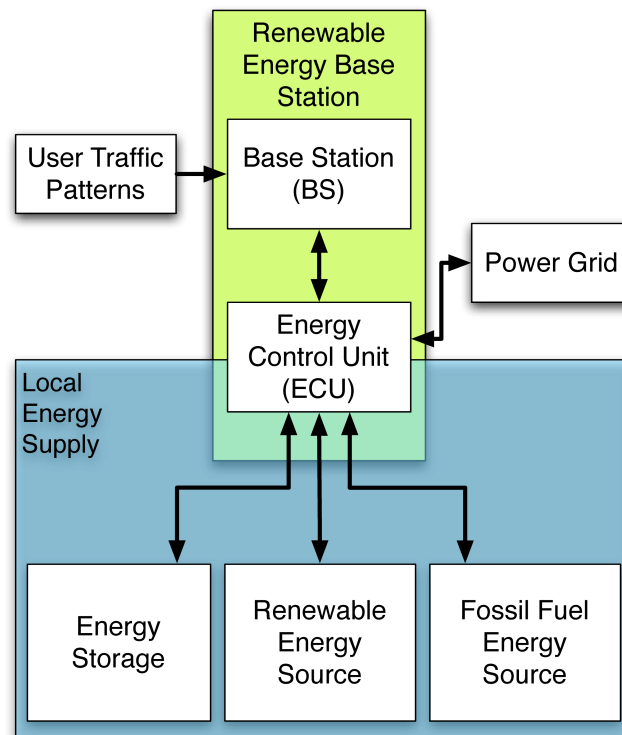 Renewable
Energy Base
Station
User Traffic
Patterns
Base Station
(BS)
Power Grid
Energy
Control Unit
(ECU)
Local
Energy
Supply
Energy
Storage
Renewable
Energy
Source
Fossil Fuel
Energy
Source